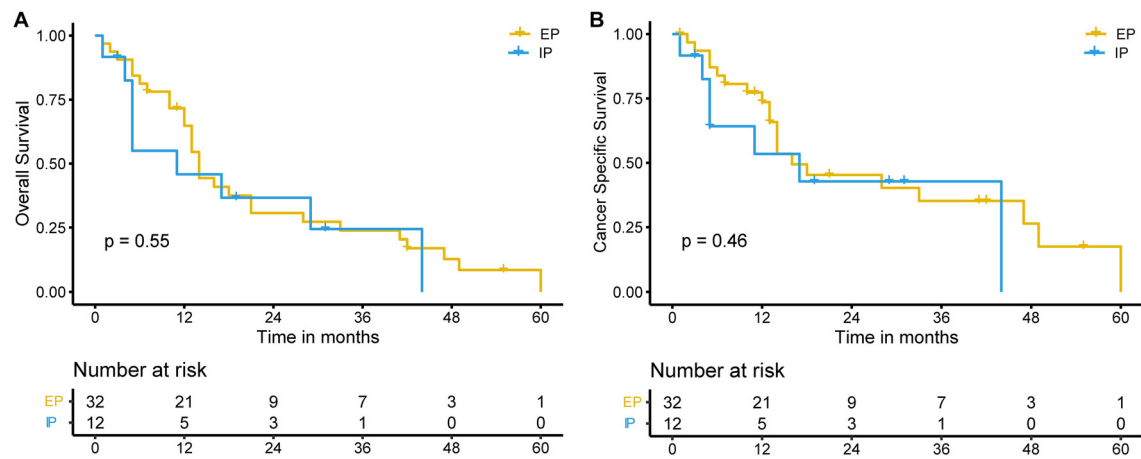 A
EP
IP
Overall Survival
1.00
0.75
0.50
0.25
0.00
p = 0.55
0 12 24 36 48 60
Time in months
Number at risk
EP 32 21 9 7 3 1
IP 12 5 3 1 0 0
0 12 24 36 48 60
B
EP
IP
Cancer Specific Survival
1.00
0.75
0.50
0.25
0.00
p = 0.46
0 12 24 36 48 60
Time in months
Number at risk
EP 32 21 9 7 3 1
IP 12 5 3 1 0 0
0 12 24 36 48 60